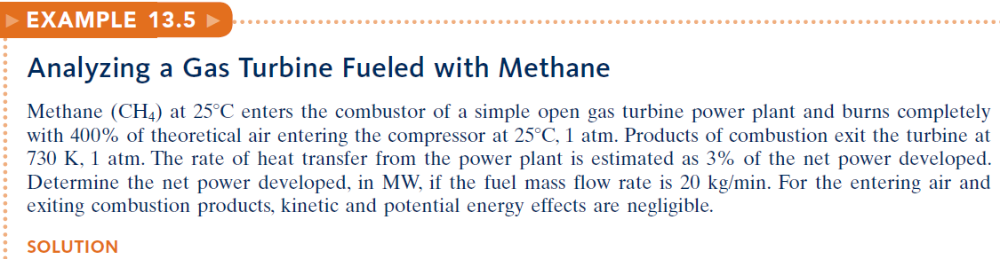 EXAMPLE 13.5
Analyzing a Gas Turbine Fueled with Methane
Methane (CH₄) at 25°C enters the combustor of a simple open gas turbine power plant and burns completely
with 400% of theoretical air entering the compressor at 25°C, 1 atm. Products of combustion exit the turbine at
730 K, 1 atm. The rate of heat transfer from the power plant is estimated as 3% of the net power developed.
Determine the net power developed, in MW, if the fuel mass flow rate is 20 kg/min. For the entering air and
exiting combustion products, kinetic and potential energy effects are negligible.
SOLUTION